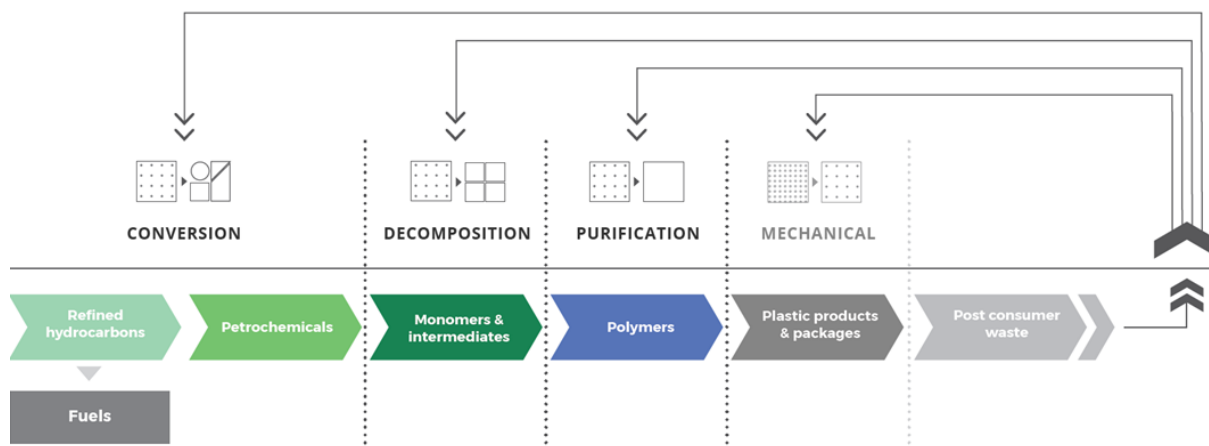 CONVERSION
DECOMPOSITION
PURIFICATION
MECHANICAL
Refined
hydrocarbons
Petrochemicals
Monomers &
intermediates
Polymers
Plastic products
& packages
Post consumer
waste
Fuels